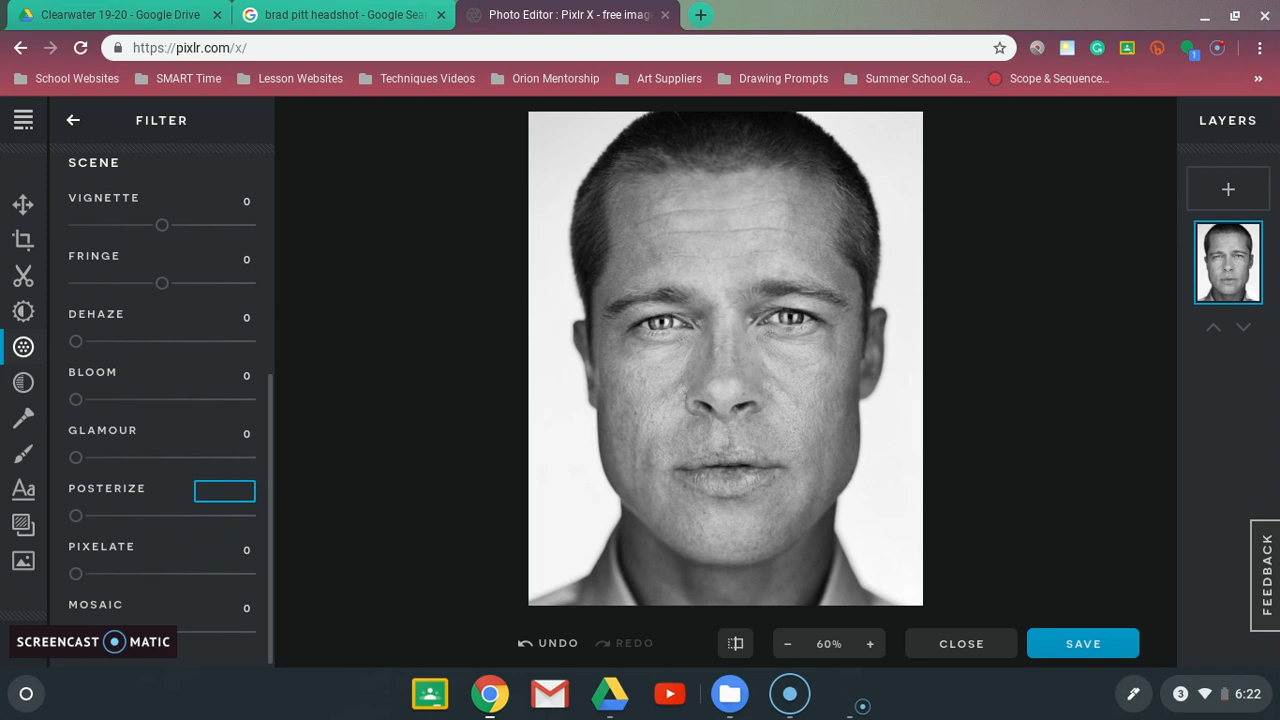 Clearwater 19-20 - Google Drive
brad pitt headshot - Google Sear
Photo Editor : Pixlr X - free imag
https://pixlr.com/x/
1
School Websites
SMART Time
Lesson Websites
Techniques Videos
Orion Mentorship
Art Suppliers
Drawing Prompts
Summer School Ga...
Scope & Sequence...
»
FILTER
LAYERS
SCENE
VIGNETTE 0
FRINGE 0
DEHAZE 0
BLOOM 0
GLAMOUR 0
POSTERIZE
PIXELATE 0
MOSAIC 0
Aa
FEEDBACK
SCREENCAST MATIC
UNDO
REDO
60%
CLOSE
SAVE
3
6:22